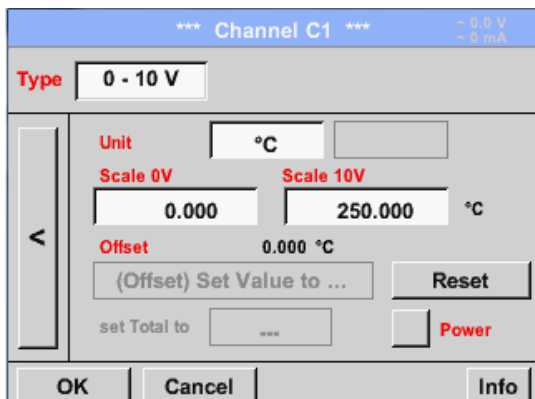 *** Channel C1 ***
~ 0.0 V
~ 0 mA
Type 0 - 10 V
Unit °C
Scale 0V Scale 10V
0.000 250.000 °C
<
Offset 0.000 °C
(Offset) Set Value to ... Reset
set Total to --- Power
OK Cancel Info